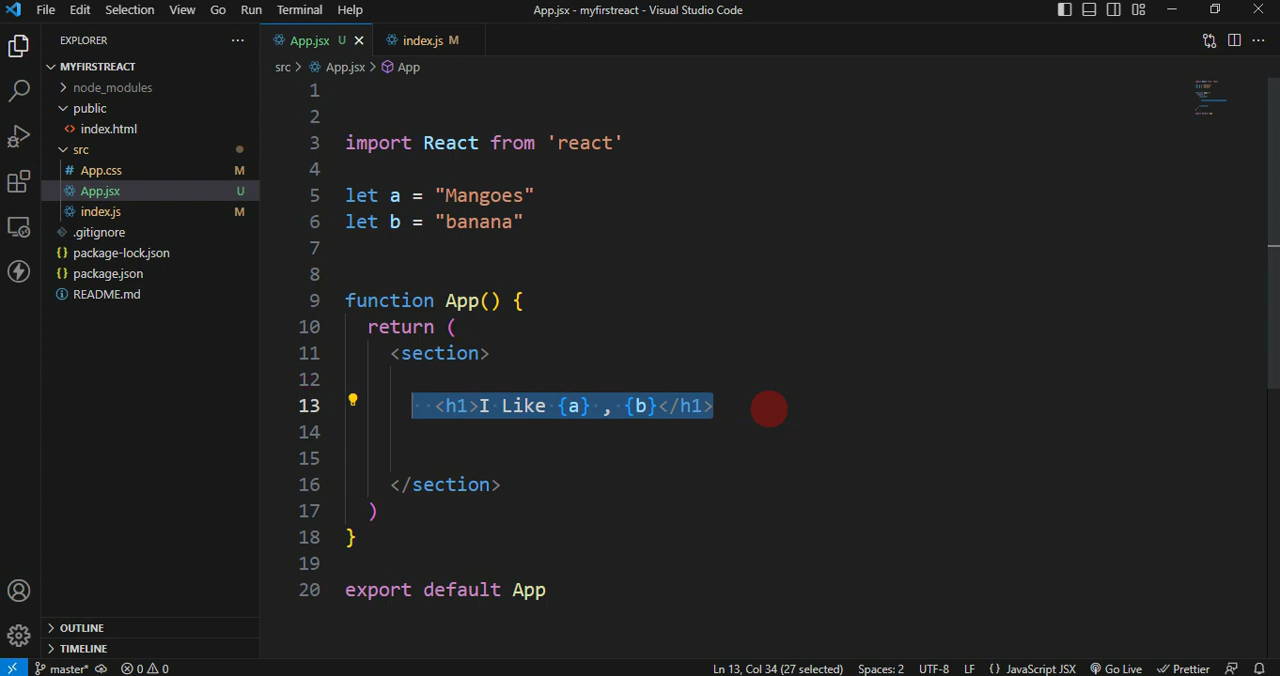 File Edit Selection View Go Run Terminal Help App.jsx - myfirstreact - Visual Studio Code
EXPLORER
MYFIRSTREACT
node_modules
public
index.html
src
App.css M
App.jsx U
index.js M
.gitignore
package-lock.json
package.json
README.md
OUTLINE
TIMELINE
App.jsx U index.js M
src > App.jsx > App
1
2
3 import React from 'react'
4
5 let a = "Mangoes"
6 let b = "banana"
7
8
9 function App() {
10 return (
11 <section>
12
13 <h1>I Like {a} , {b}</h1>
14
15
16 </section>
17 )
18 }
19
20 export default App
master* 0 0 Ln 13, Col 34 (27 selected) Spaces: 2 UTF-8 LF {} JavaScript JSX Go Live Prettier